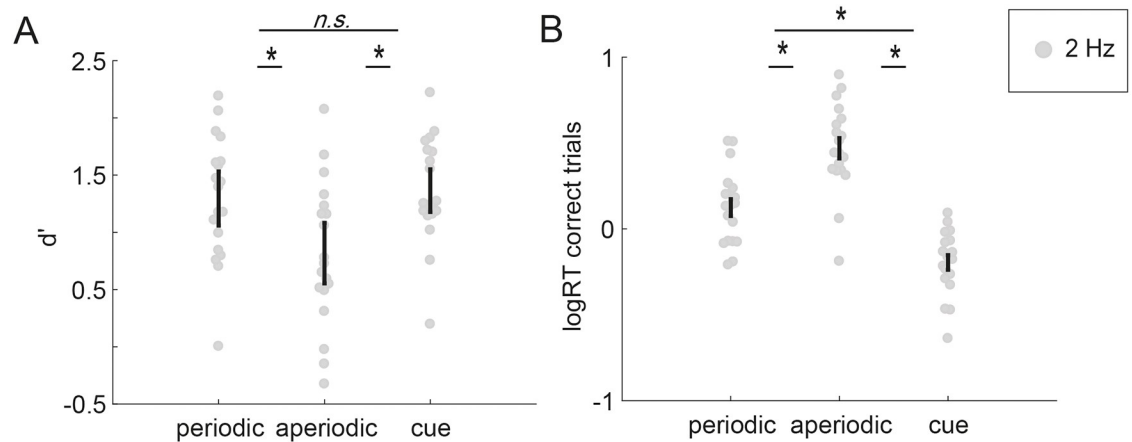 A
n.s.
*
*
2.5
1.5
0.5
-0.5
d'
periodic
aperiodic
cue
B
*
*
*
1
0
-1
logRT correct trials
periodic
aperiodic
cue
2 Hz